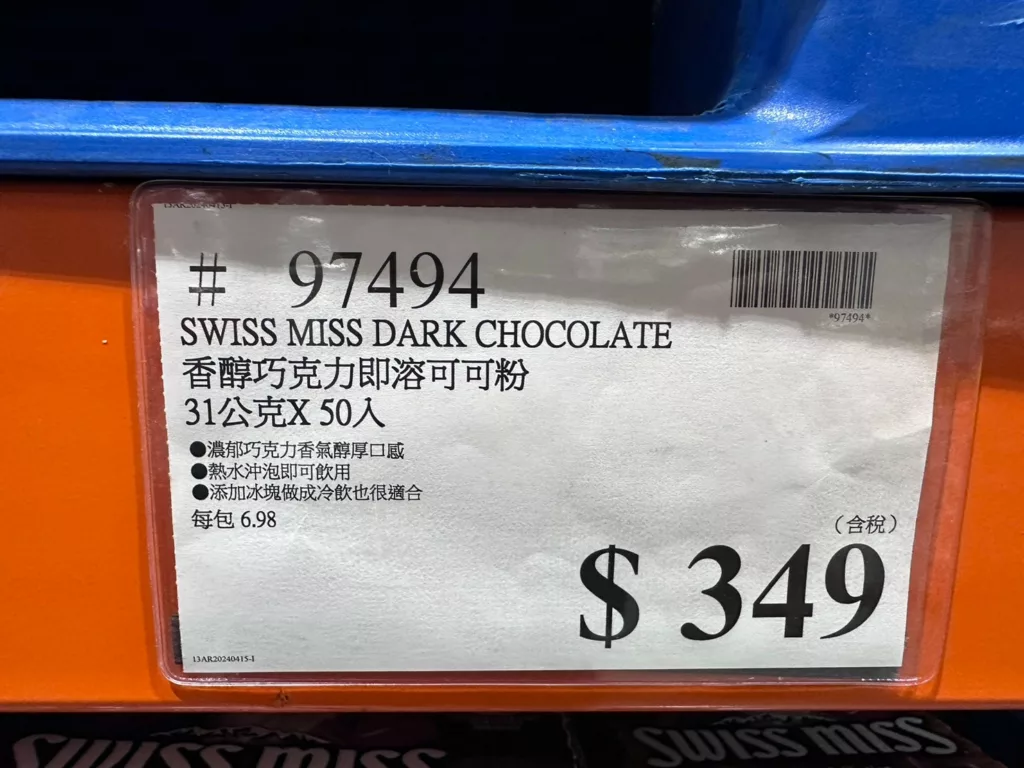 13AR20240415-I
# 97494
*97494*
SWISS MISS DARK CHOCOLATE
香醇巧克力即溶可可粉
31公克X 50入
●濃郁巧克力香氣醇厚口感
●熱水沖泡即可飲用
●添加冰塊做成冷飲也很適合
每包 6.98
（含稅）
$ 349
13AR20240415-I
SWISS MISS
SWISS MISS